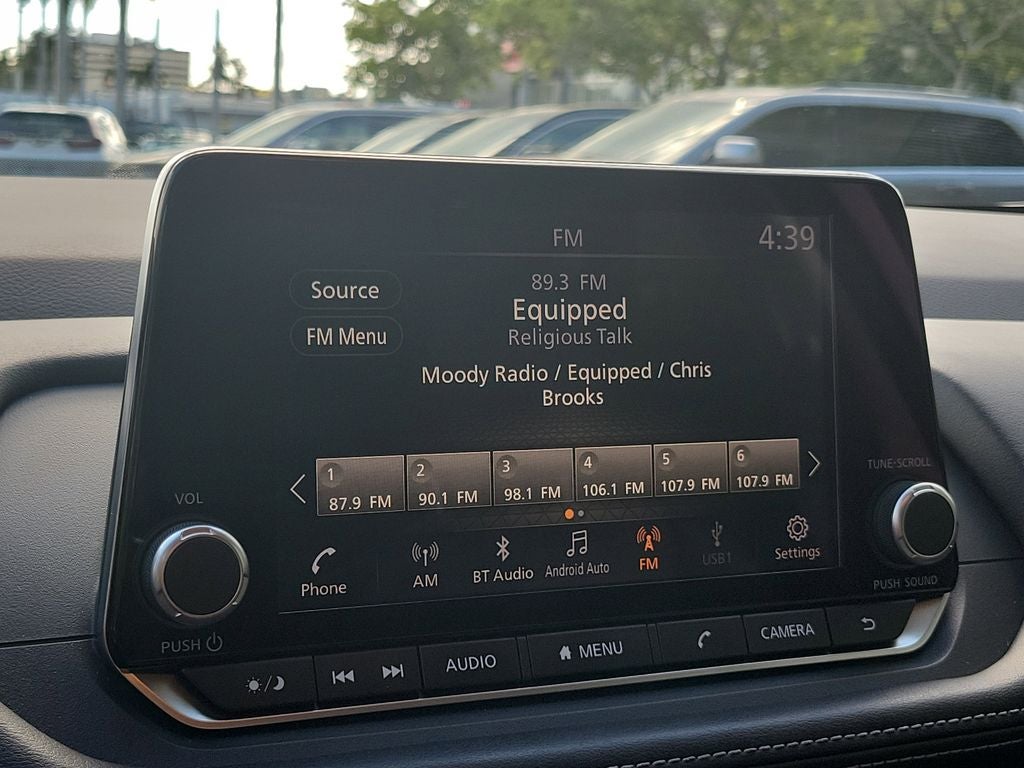 FM
4:39
Source
FM Menu
89.3 FM
Equipped
Religious Talk
Moody Radio / Equipped / Chris
Brooks
1
87.9 FM
2
90.1 FM
3
98.1 FM
4
106.1 FM
5
107.9 FM
6
107.9 FM
VOL
TUNE•SCROLL
Phone
AM
BT Audio
Android Auto
FM
USB1
Settings
PUSH
PUSH SOUND
AUDIO
MENU
CAMERA